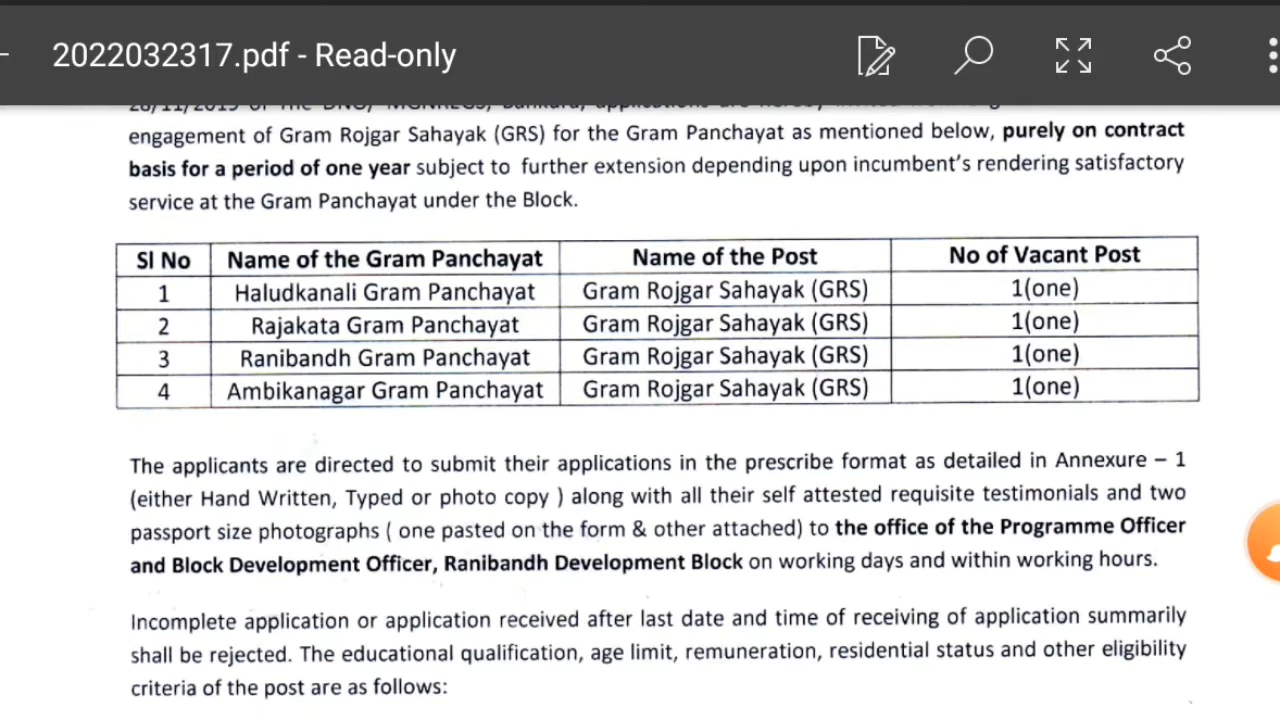 2022032317.pdf - Read-only
engagement of Gram Rojgar Sahayak (GRS) for the Gram Panchayat as mentioned below, purely on contract
basis for a period of one year subject to further extension depending upon incumbent's rendering satisfactory
service at the Gram Panchayat under the Block.
Sl No Name of the Gram Panchayat Name of the Post No of Vacant Post
1 Haludkanali Gram Panchayat Gram Rojgar Sahayak (GRS) 1(one)
2 Rajakata Gram Panchayat Gram Rojgar Sahayak (GRS) 1(one)
3 Ranibandh Gram Panchayat Gram Rojgar Sahayak (GRS) 1(one)
4 Ambikanagar Gram Panchayat Gram Rojgar Sahayak (GRS) 1(one)
The applicants are directed to submit their applications in the prescribe format as detailed in Annexure – 1
(either Hand Written, Typed or photo copy ) along with all their self attested requisite testimonials and two
passport size photographs ( one pasted on the form & other attached) to the office of the Programme Officer
and Block Development Officer, Ranibandh Development Block on working days and within working hours.
Incomplete application or application received after last date and time of receiving of application summarily
shall be rejected. The educational qualification, age limit, remuneration, residential status and other eligibility
criteria of the post are as follows: